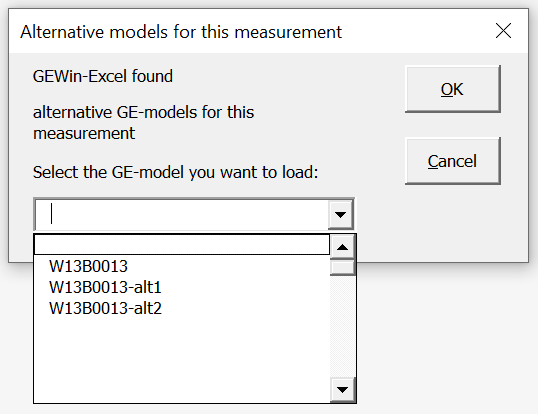 Alternative models for this measurement
GEWin-Excel found
OK
alternative GE-models for this
measurement
Cancel
Select the GE-model you want to load:
W13B0013
W13B0013-alt1
W13B0013-alt2